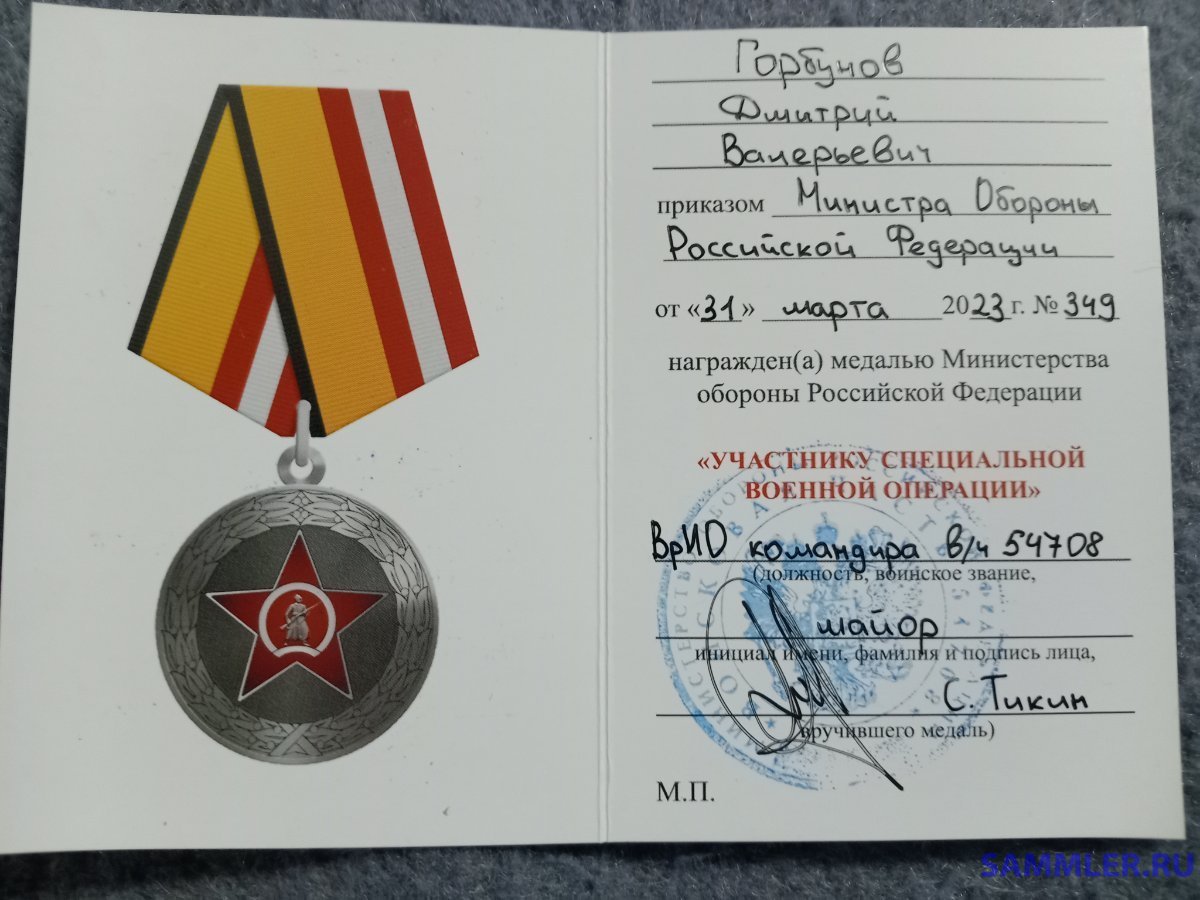 Горбунов
Дмитрий
Валерьевич
приказом Министра Обороны
Российской Федерации
от «31» марта 2023 г. № 349
награжден(а) медалью Министерства
обороны Российской Федерации
«УЧАСТНИКУ СПЕЦИАЛЬНОЙ
ВОЕННОЙ ОПЕРАЦИИ»
ВрИО командира в/ч 54708
(должность, воинское звание,
майор
инициал имени, фамилия и подпись лица,
С. Тикин
вручившего медаль)
М.П.
SAMMLER.RU